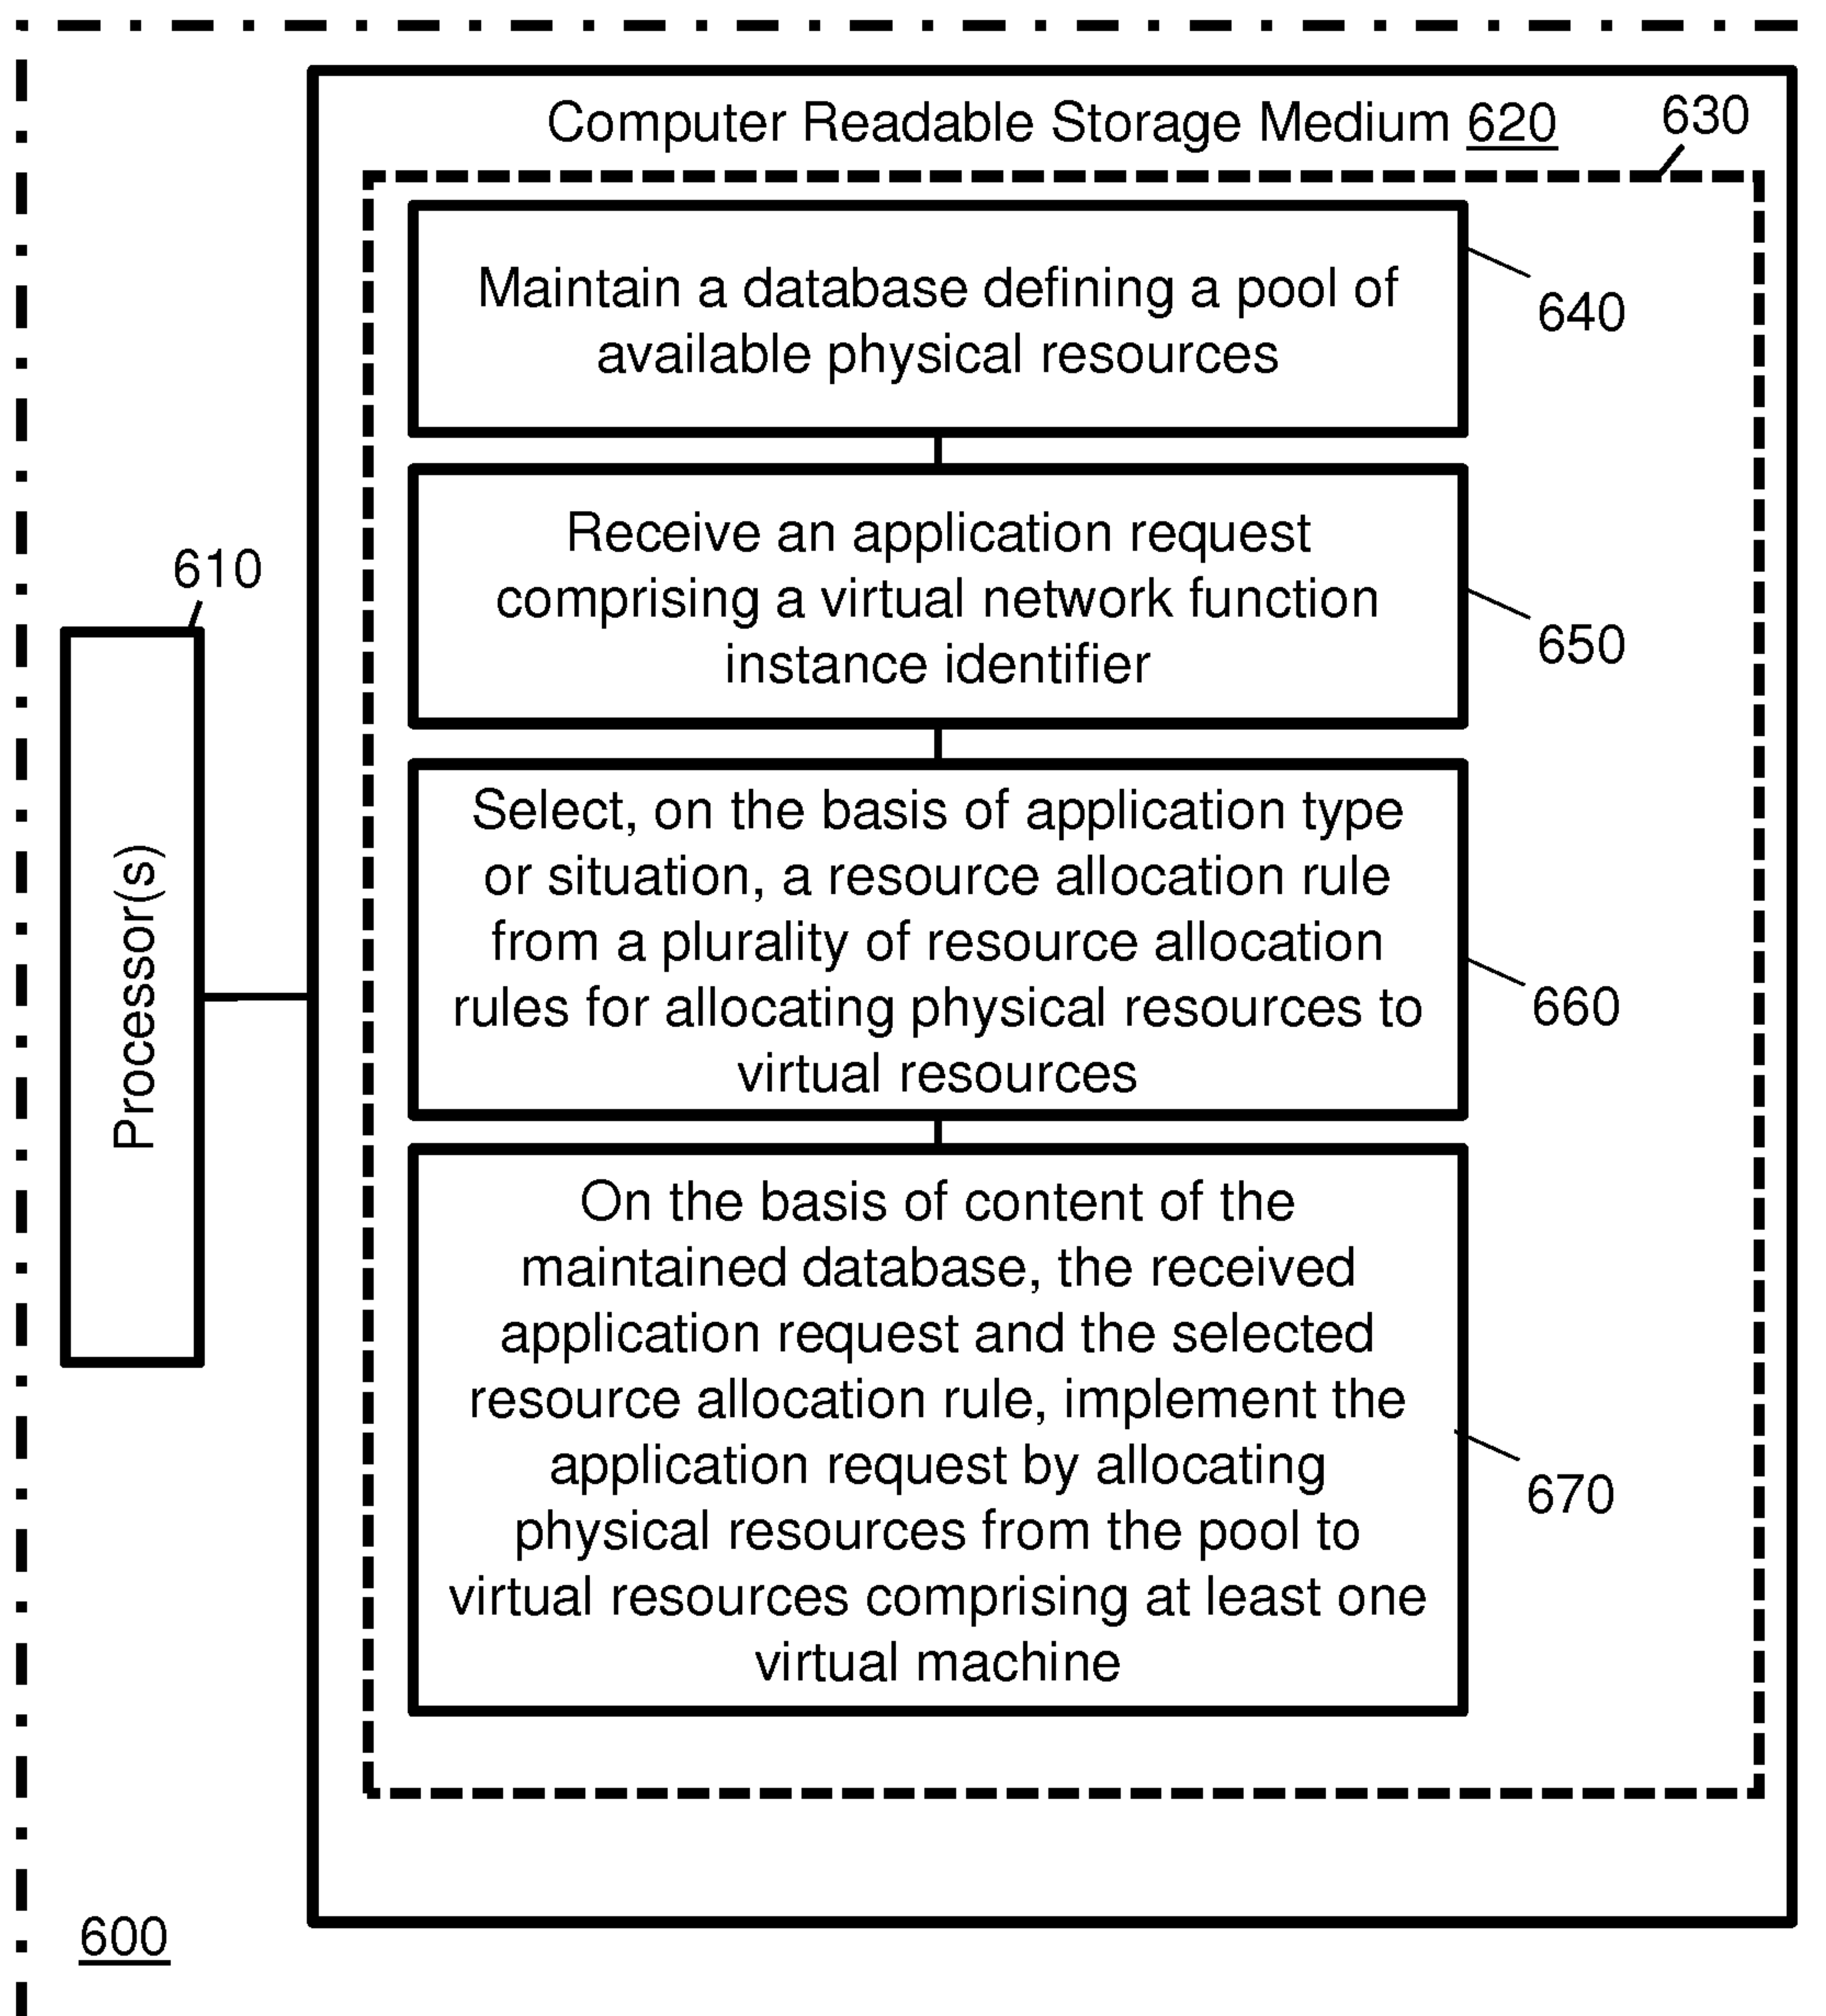 Computer Readable Storage Medium 620
630
Maintain a database defining a pool of
available physical resources
640
Receive an application request
comprising a virtual network function
instance identifier
650
610
Processor(s)
Select, on the basis of application type
or situation, a resource allocation rule
from a plurality of resource allocation
rules for allocating physical resources to
virtual resources
660
On the basis of content of the
maintained database, the received
application request and the selected
resource allocation rule, implement the
application request by allocating
physical resources from the pool to
virtual resources comprising at least one
virtual machine
670
600